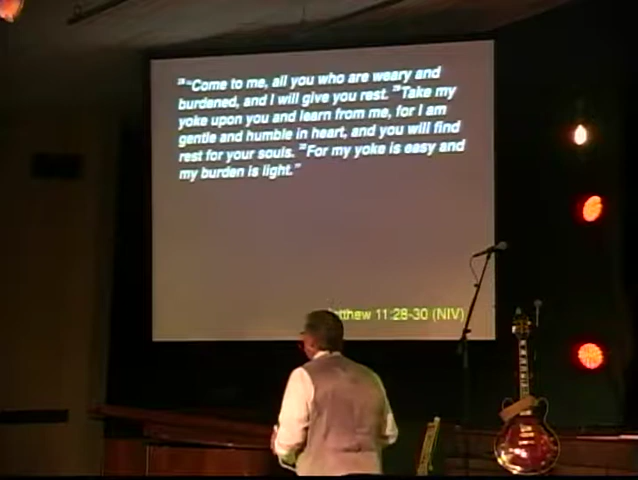 28 "Come to me, all you who are weary and
burdened, and I will give you rest. 29Take my
yoke upon you and learn from me, for I am
gentle and humble in heart, and you will find
rest for your souls. 30For my yoke is easy and
my burden is light."
11:28-30 (NIV)